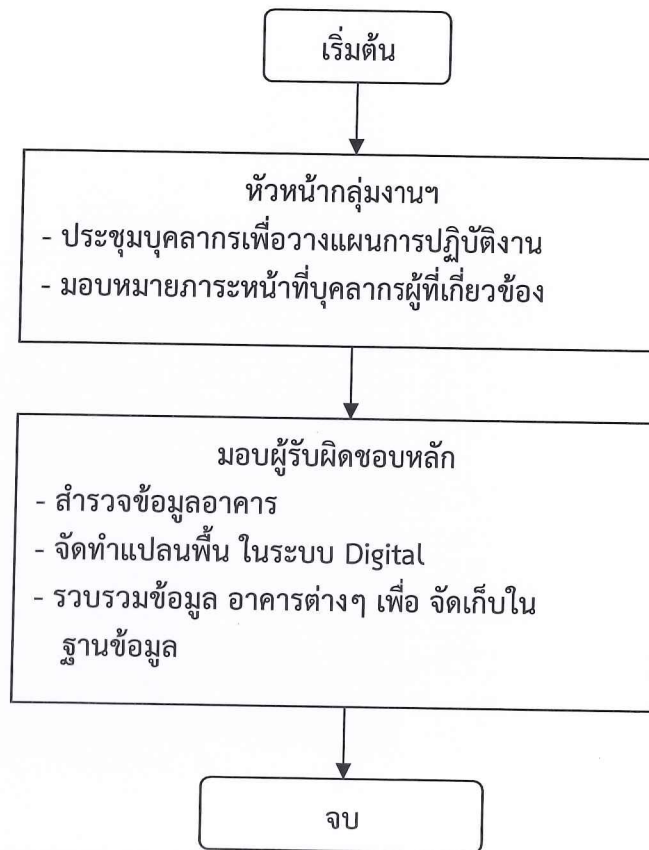 เริ่มต้น
หัวหน้ากลุ่มงานฯ
- ประชุมบุคลากรเพื่อวางแผนการปฏิบัติงาน
- มอบหมายภาระหน้าที่บุคลากรผู้ที่เกี่ยวข้อง
มอบผู้รับผิดชอบหลัก
- สำรวจข้อมูลอาคาร
- จัดทำแปลนพื้น ในระบบ Digital
- รวบรวมข้อมูล อาคารต่างๆ เพื่อ จัดเก็บใน
ฐานข้อมูล
จบ